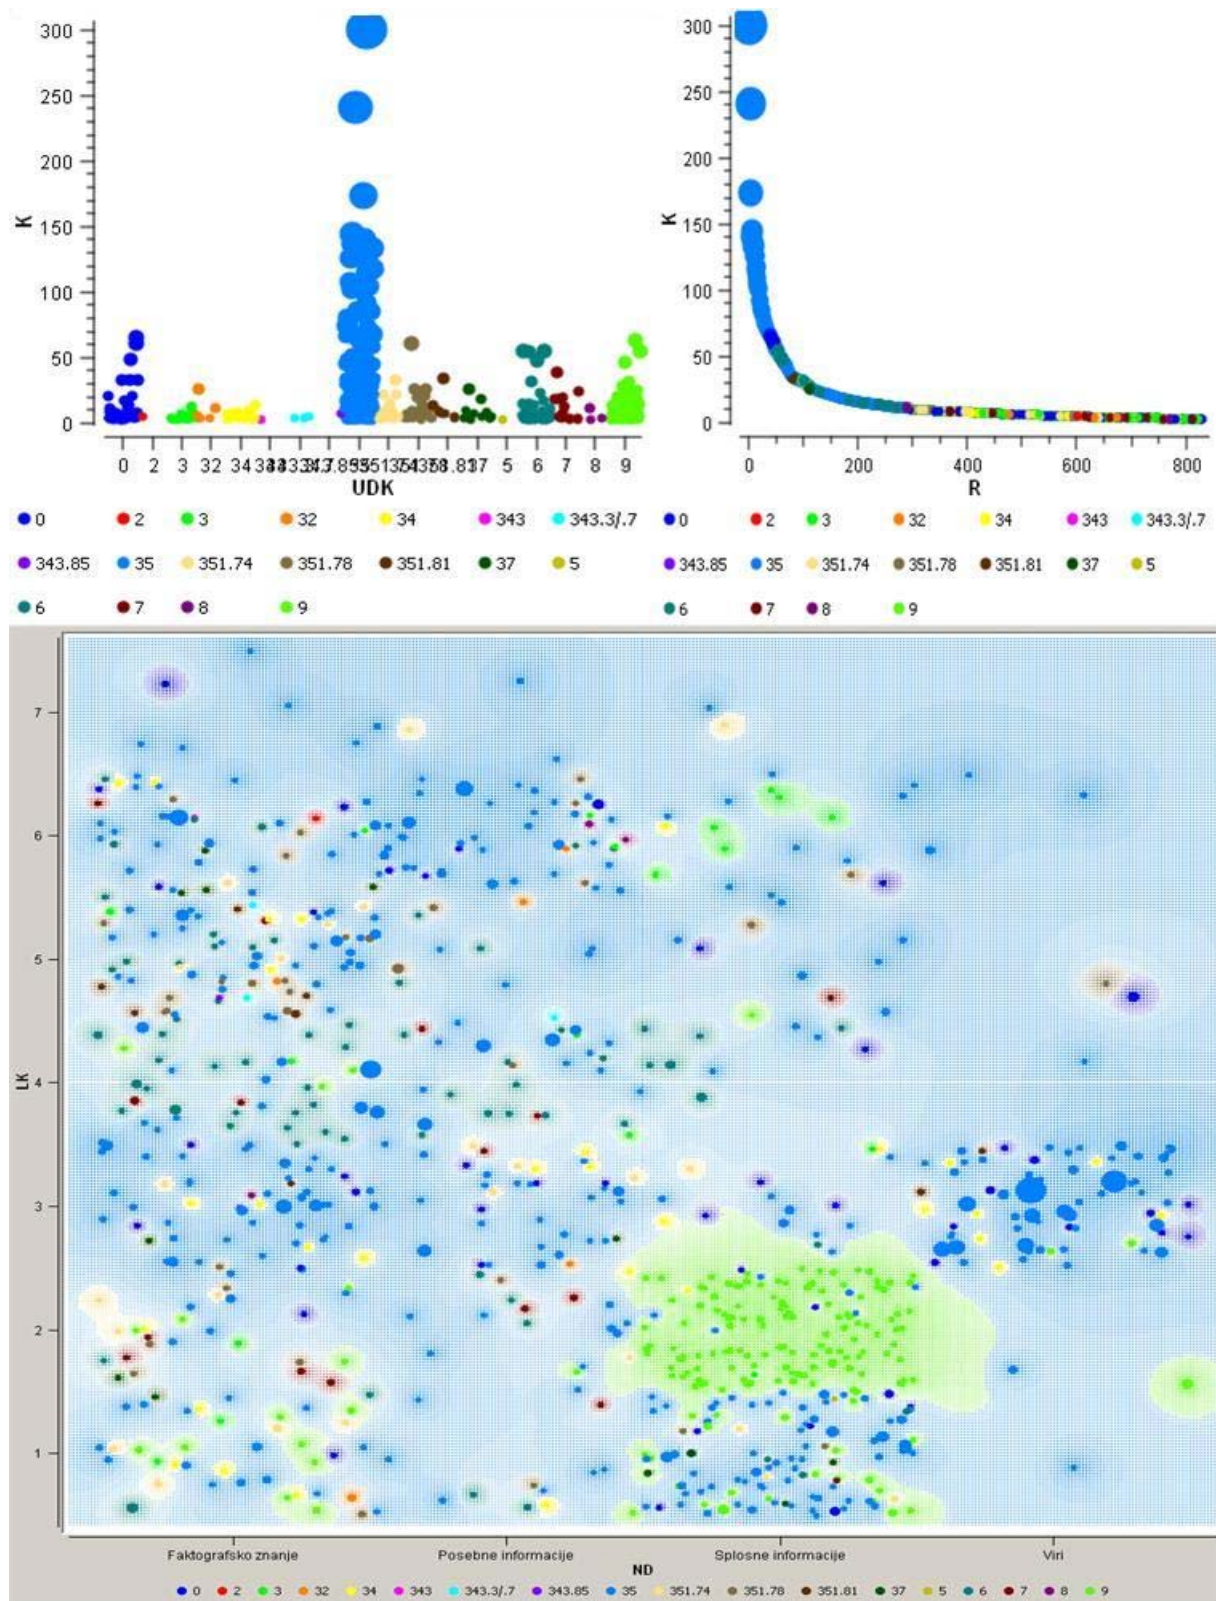 300
250
200
150
100
50
0
K
0 2 3 32 34
37 5 6 7 8 9
UDK
0 2 3 32 34 343 343.3/.7
343.85 35 351.74 351.78 351.81 37 5
6 7 8 9
300
250
200
150
100
50
0
K
0 200 400 600 800
R
0 2 3 32 34 343 343.3/.7
343.85 35 351.74 351.78 351.81 37 5
6 7 8 9
7
6
5
4
3
2
1
LK
Faktografsko znanje Posebne informacije Splosne informacije Viri
ND
0 2 3 32 34 343 343.3/.7 343.85 35 351.74 351.78 351.81 37 5 6 7 8 9